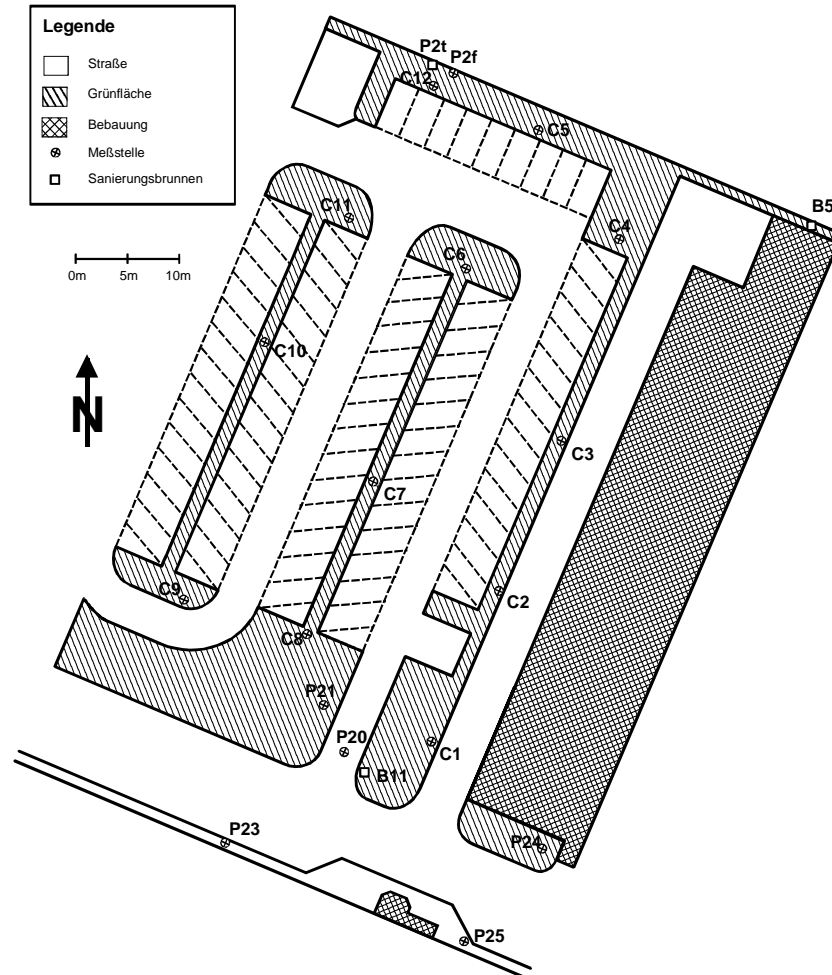 Legende
Straße
Grünfläche
Bebauung
Meßstelle
Sanierungsbrunnen
P2t
P2f
C12
C5
B5
C11
C4
C6
0m 5m 10m
C10
N
C3
C7
C2
C9
C8
P21
P20
C1
B11
P23
P24
P25